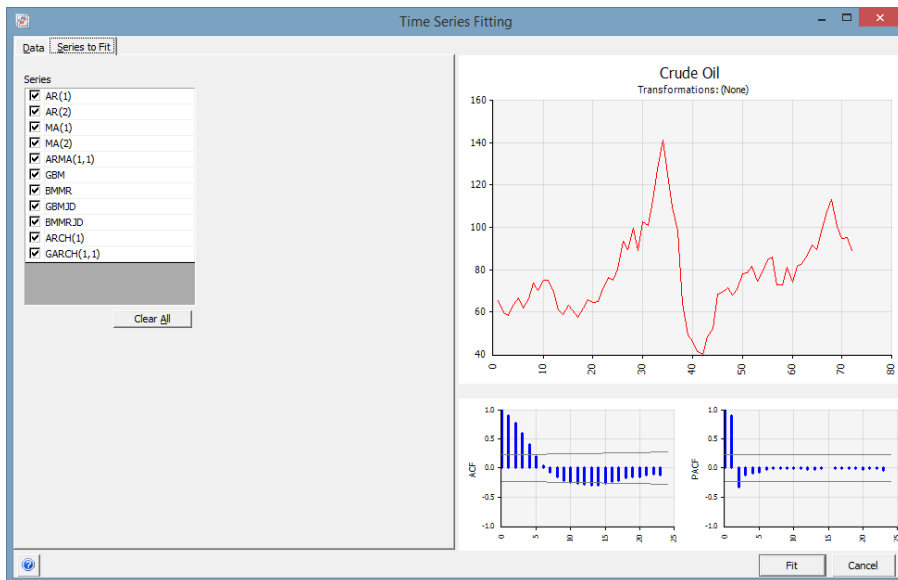 Time Series Fitting
Data Series to Fit
Series
AR(1)
AR(2)
MA(1)
MA(2)
ARMA(1,1)
GBM
BMMR
GBMJD
BMMRJD
ARCH(1)
GARCH(1,1)
Clear All
Crude Oil
Transformations: (None)
160
140
120
100
80
60
40
0 10 20 30 40 50 60 70 80
ACF
1.0
0.5
0.0
-0.5
-1.0
0 5 10 15 20 25
PACF
1.0
0.5
0.0
-0.5
-1.0
0 5 10 15 20 25
?
Fit Cancel